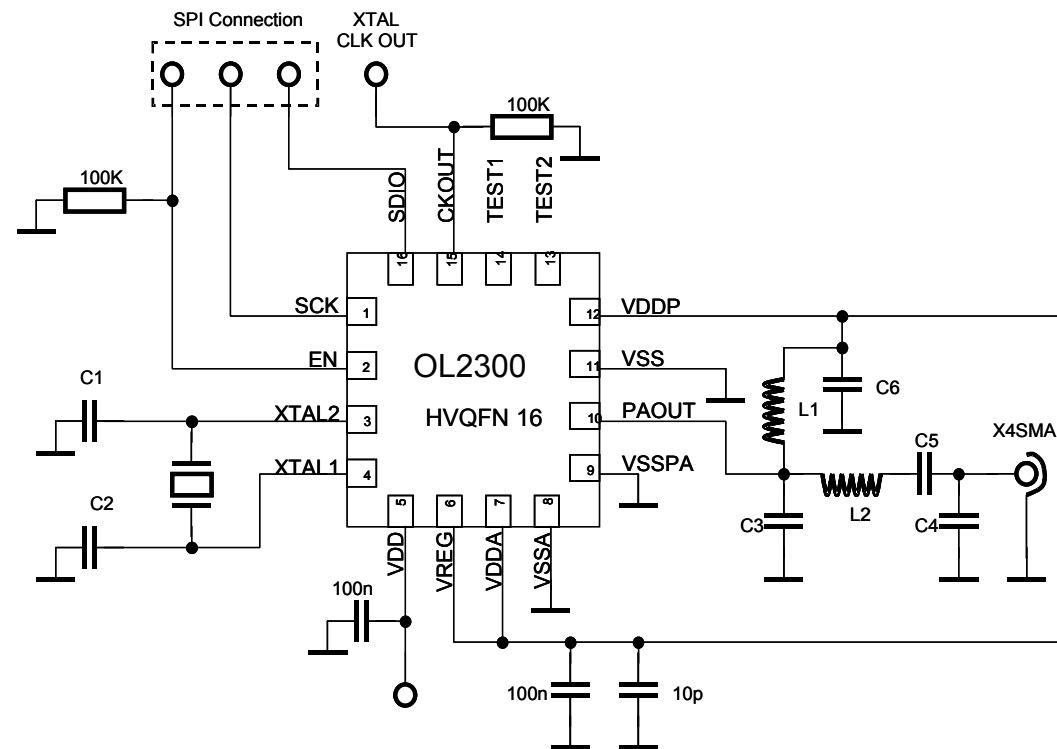 SPI Connection
XTAL
CLK OUT
100K
100K
SDIO
CKOUT
TEST1
TEST2
16
15
14
13
SCK
1
12
VDDP
EN
2
OL2300
11
VSS
C1
XTAL2
3
HVQFN 16
10
PAOUT
L1
C6
X4SMA
XTAL1
4
9
VSSPA
C5
C2
5
6
7
8
C3
L2
C4
VDD
VREG
VDDA
VSSA
100n
100n
10p